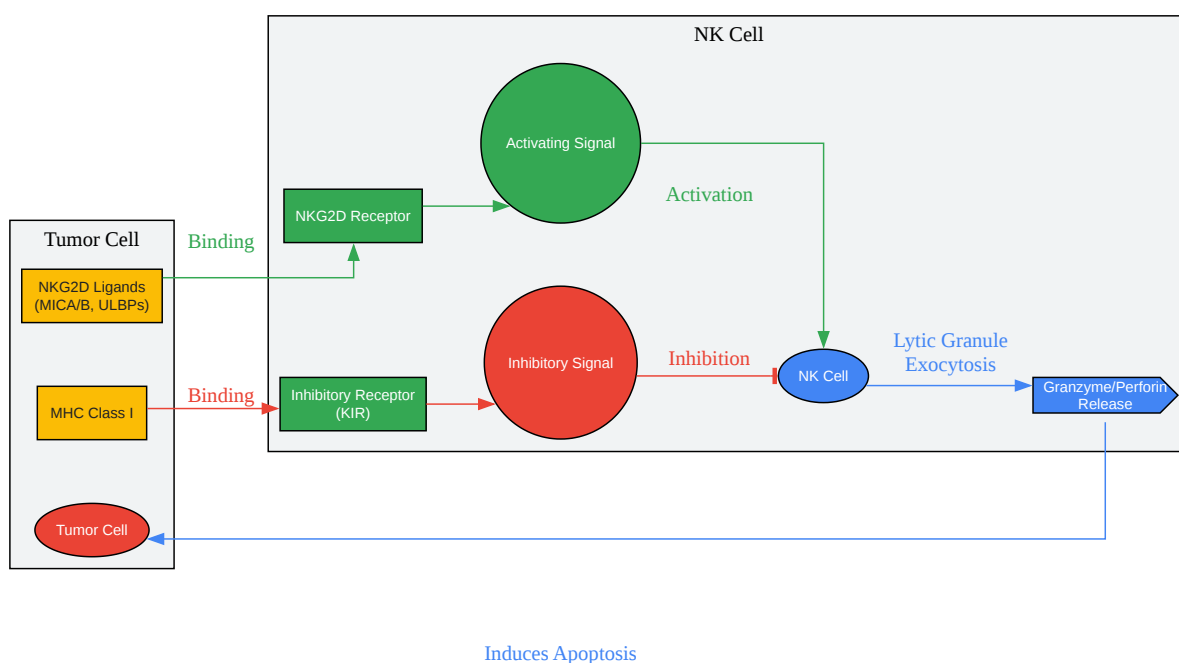 NK Cell
Activating Signal
Activation
NKG2D Receptor
Tumor Cell
Binding
NKG2D Ligands
(MICA/B, ULBPs)
Inhibitory Signal
Inhibition
Lytic Granule
Exocytosis
NK Cell
Granzyme/Perforin
Release
Binding
Inhibitory Receptor
(KIR)
MHC Class I
Tumor Cell
Induces Apoptosis